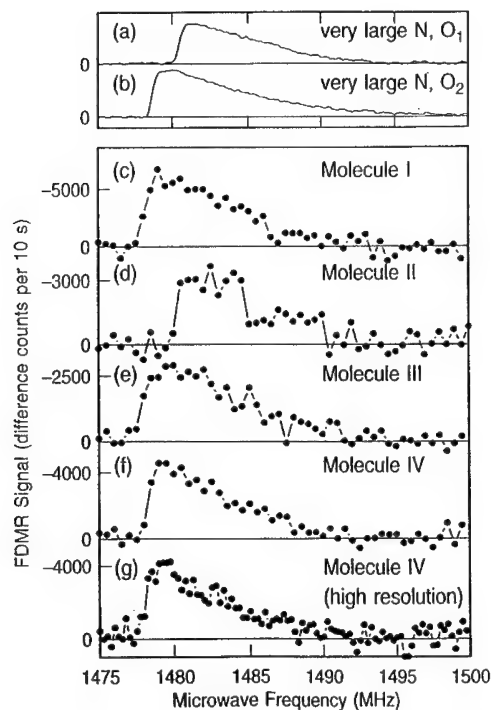 (a) very large N, O₁
0
(b) very large N, O₂
0
(c) Molecule I
−5000
0
(d) Molecule II
−3000
0
(e) Molecule III
−2500
0
(f) Molecule IV
−4000
0
(g) Molecule IV
−4000
(high resolution)
0
FDMR Signal (difference counts per 10 s)
1475 1480 1485 1490 1495 1500
Microwave Frequency (MHz)